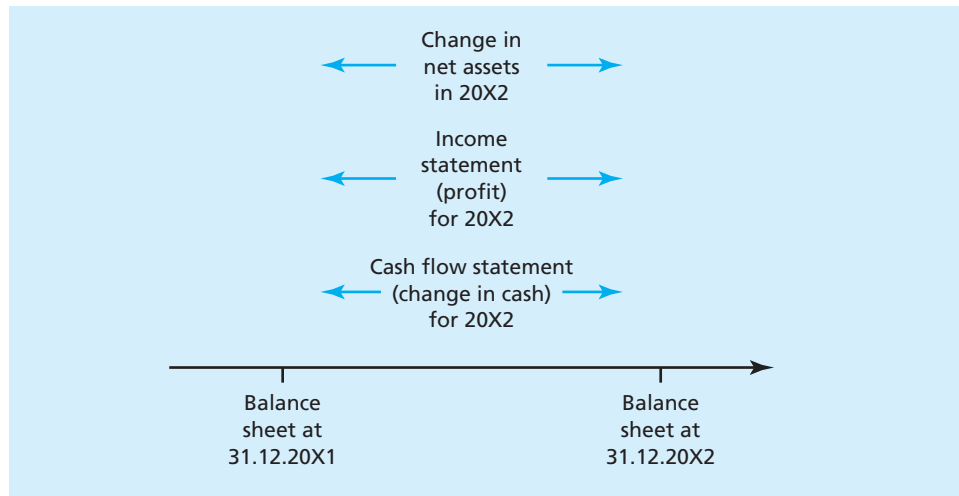 Change in
net assets
in 20X2
Income
statement
(profit)
for 20X2
Cash flow statement
(change in cash)
for 20X2
Balance
sheet at
31.12.20X1
Balance
sheet at
31.12.20X2